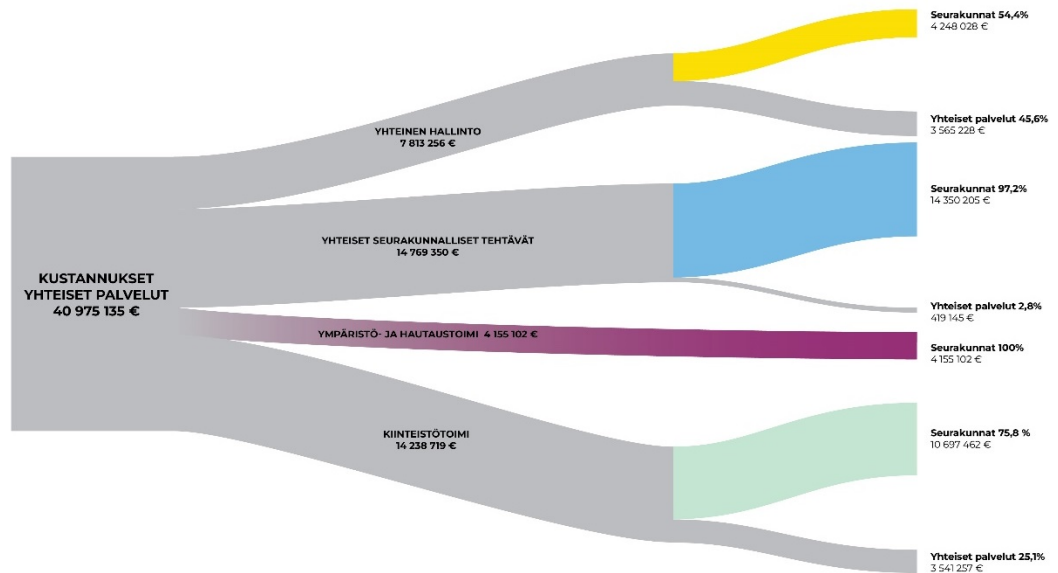 KUSTANNUKSET
YHTEISET PALVELUT
40 975 135 €
YHTEINEN HALLINTO
7 813 256 €
YHTEISET SEURAKUNNALLISET TEHTÄVÄT
14 769 350 €
YMPÄRISTÖ- JA HAUTAUSTOIMI 4 155 102 €
KIINTEISTÖTOIMI
14 238 719 €
Seurakunnat 54,4%
4 248 028 €
Yhteiset palvelut 45,6%
3 565 228 €
Seurakunnat 97,2%
14 350 205 €
Yhteiset palvelut 2,8%
419 145 €
Seurakunnat 100%
4 155 102 €
Seurakunnat 75,8 %
10 697 462 €
Yhteiset palvelut 25,1%
3 541 257 €